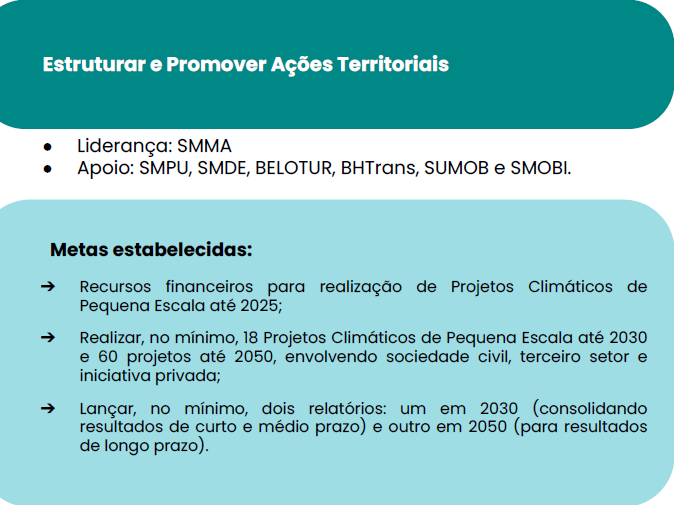 Estruturar e Promover Ações Territoriais
● Liderança: SMMA
● Apoio: SMPU, SMDE, BELOTUR, BHTrans, SUMOB e SMOBI.
Metas estabelecidas:
➔ Recursos financeiros para realização de Projetos Climáticos de
Pequena Escala até 2025;
➔ Realizar, no mínimo, 18 Projetos Climáticos de Pequena Escala até 2030
e 60 projetos até 2050, envolvendo sociedade civil, terceiro setor e
iniciativa privada;
➔ Lançar, no mínimo, dois relatórios: um em 2030 (consolidando
resultados de curto e médio prazo) e outro em 2050 (para resultados
de longo prazo).